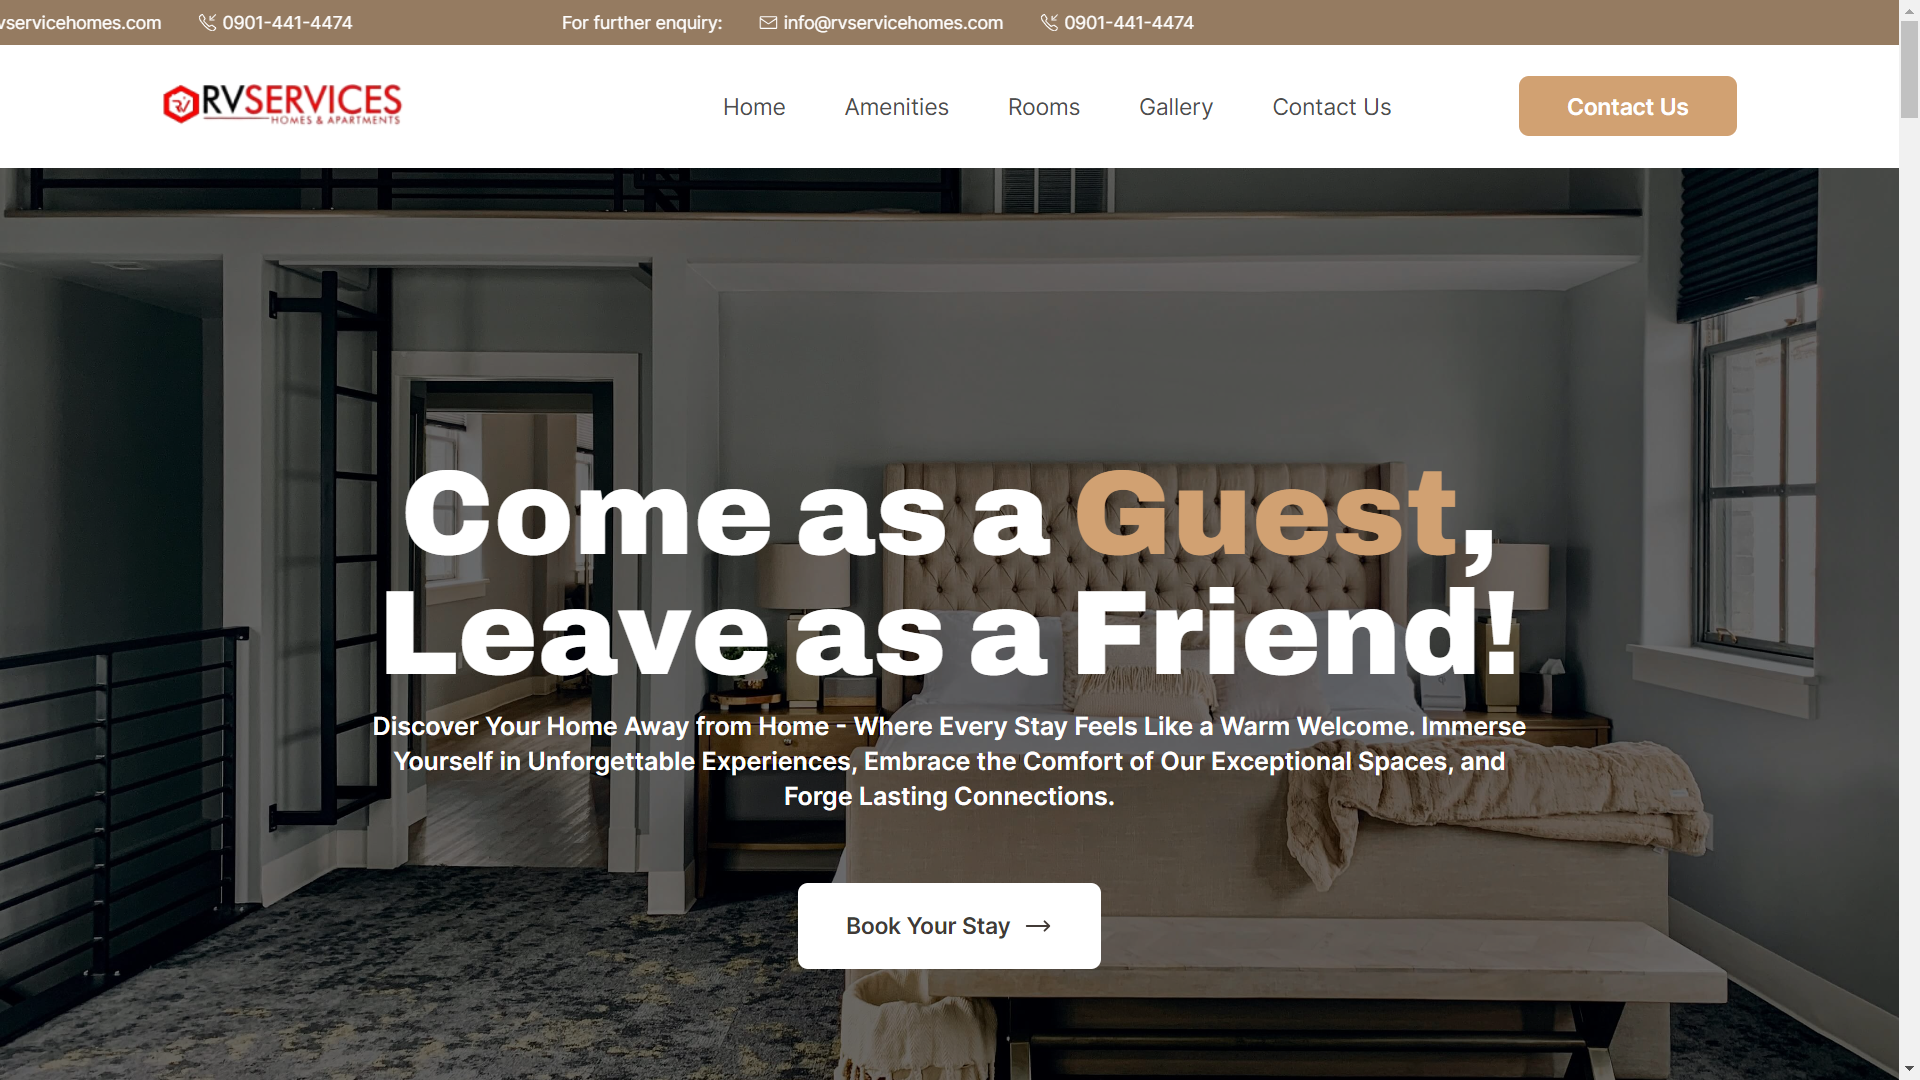 vservicehomes.com 0901-441-4474 For further enquiry: info@rvservicehomes.com 0901-441-4474
RVSERVICES
HOMES & APARTMENTS
Home Amenities Rooms Gallery Contact Us Contact Us
Come as a Guest,
Leave as a Friend!
Discover Your Home Away from Home - Where Every Stay Feels Like a Warm Welcome. Immerse
Yourself in Unforgettable Experiences, Embrace the Comfort of Our Exceptional Spaces, and
Forge Lasting Connections.
Book Your Stay